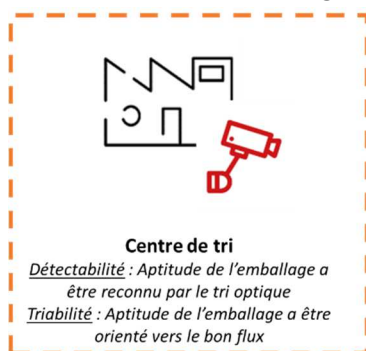 Centre de tri
Détectabilité : Aptitude de l'emballage a
être reconnu par le tri optique
Triabilité : Aptitude de l'emballage a être
orienté vers le bon flux